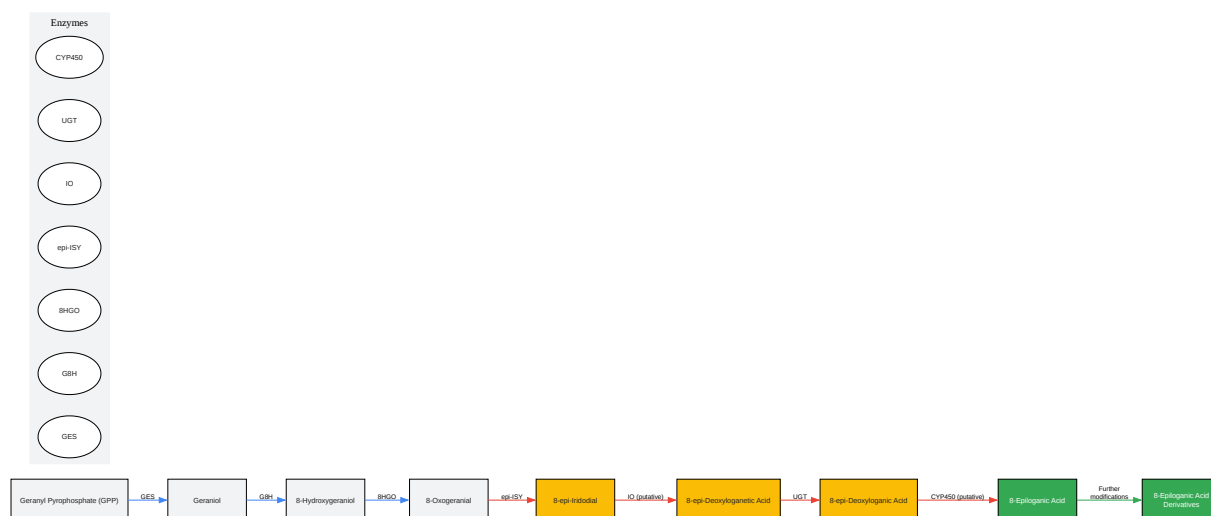 Enzymes
CYP450
UGT
IO
epi-ISY
8HGO
G8H
GES
Geranyl Pyrophosphate (GPP)
GES
Geraniol
G8H
8-Hydroxygeraniol
8HGO
8-Oxogeranial
epi-ISY
8-epi-Iridodial
IO (putative)
8-epi-Deoxyloganetic Acid
UGT
8-epi-Deoxyloganic Acid
CYP450 (putative)
8-Epiloganic Acid
Further
modifications
8-Epiloganic Acid
Derivatives